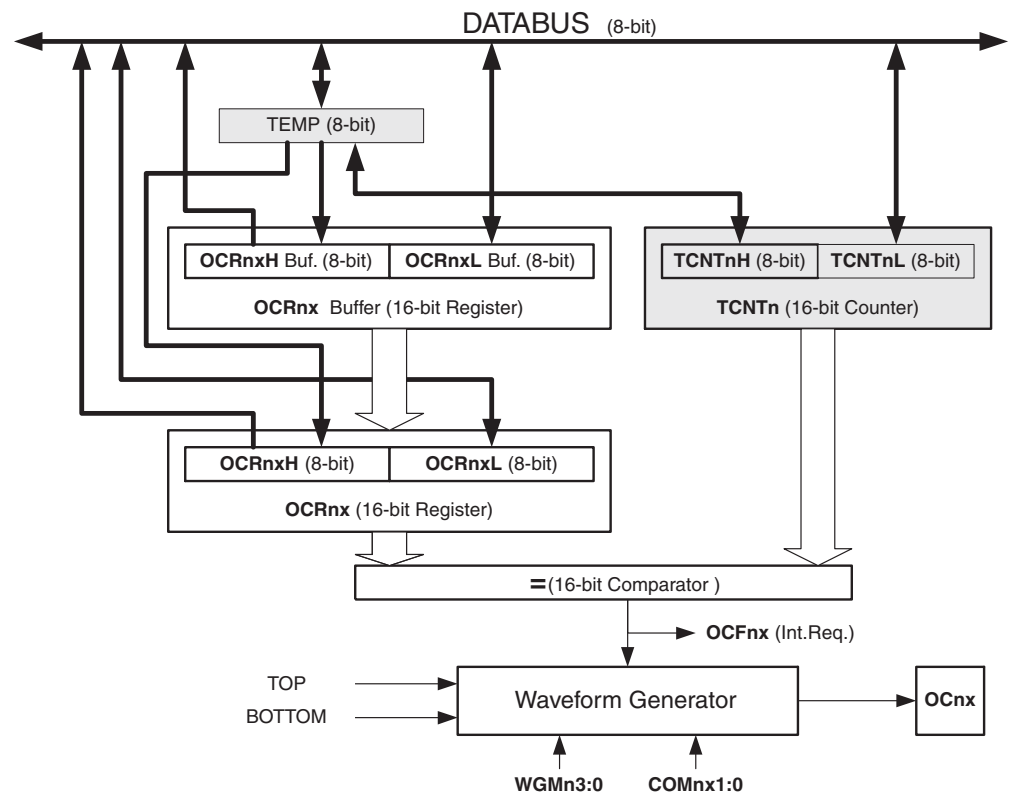 DATABUS (8-bit)
TEMP (8-bit)
OCRnxH Buf. (8-bit) OCRnxL Buf. (8-bit)
OCRnx Buffer (16-bit Register)
TCNTnH (8-bit) TCNTnL (8-bit)
TCNTn (16-bit Counter)
OCRnxH (8-bit) OCRnxL (8-bit)
OCRnx (16-bit Register)
= (16-bit Comparator )
OCFnx (Int.Req.)
TOP
BOTTOM
Waveform Generator
OCnx
WGMn3:0 COMnx1:0